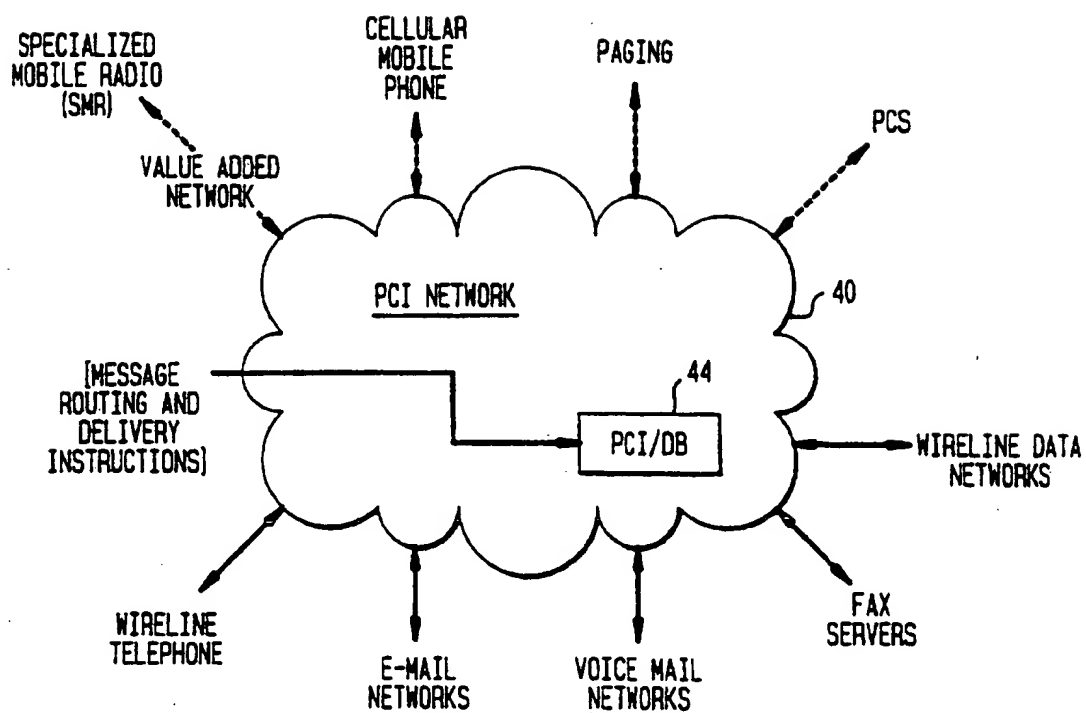 SPECIALIZED
MOBILE RADIO
(SMR)
CELLULAR
MOBILE
PHONE
PAGING
PCS
VALUE ADDED
NETWORK
PCI NETWORK
40
[MESSAGE
ROUTING AND
DELIVERY
INSTRUCTIONS]
44
PCI/DB
WIRELINE DATA
NETWORKS
WIRELINE
TELEPHONE
E-MAIL
NETWORKS
VOICE MAIL
NETWORKS
FAX
SERVERS